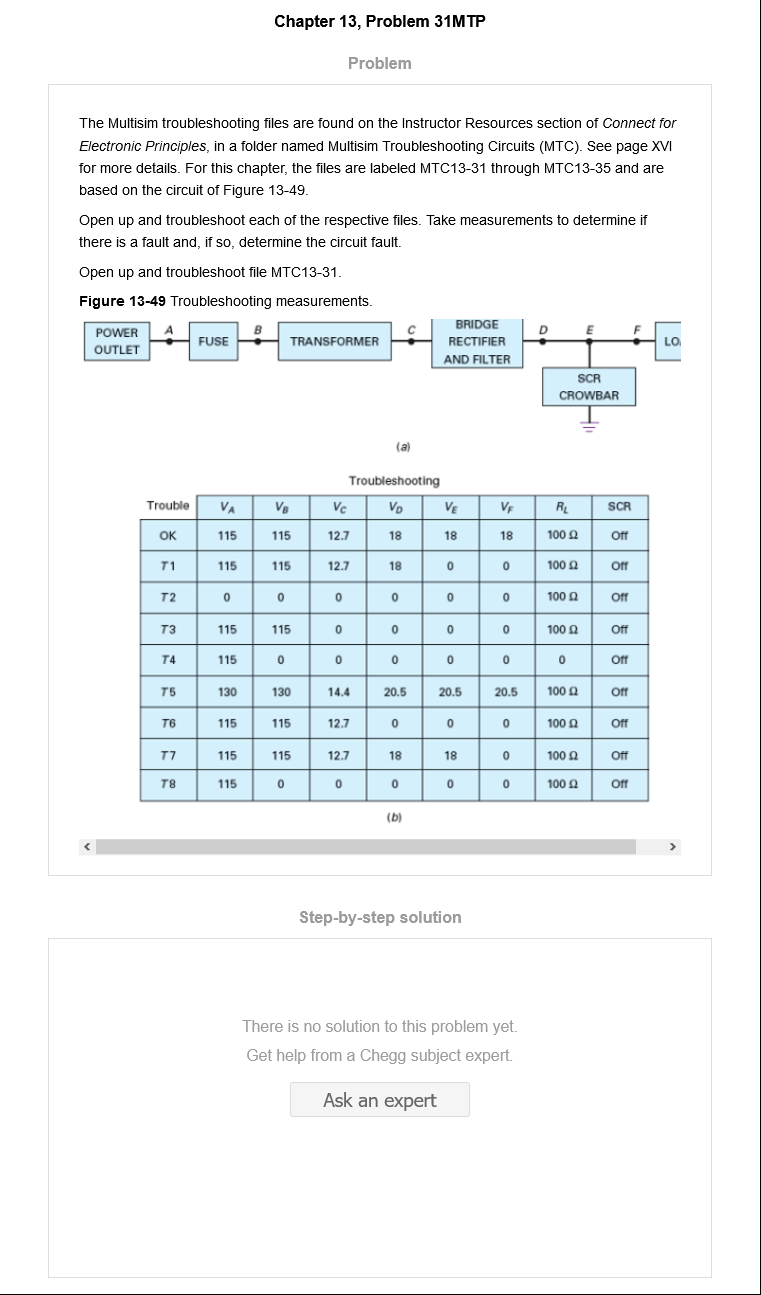 Chapter 13, Problem 31MTP
Problem
The Multisim troubleshooting files are found on the Instructor Resources section of Connect for
Electronic Principles, in a folder named Multisim Troubleshooting Circuits (MTC). See page XVI
for more details. For this chapter, the files are labeled MTC13-31 through MTC13-35 and are
based on the circuit of Figure 13-49.
Open up and troubleshoot each of the respective files. Take measurements to determine if
there is a fault and, if so, determine the circuit fault.
Open up and troubleshoot file MTC13-31.
Figure 13-49 Troubleshooting measurements.
POWER
OUTLET
A
FUSE
B
TRANSFORMER
C
BRIDGE
RECTIFIER
AND FILTER
D
E
F
LO
SCR
CROWBAR
(a)
Troubleshooting
Trouble VA VB VC VD VE VF RL SCR
OK 115 115 12.7 18 18 18 100 Ω Off
T1 115 115 12.7 18 0 0 100 Ω Off
T2 0 0 0 0 0 0 100 Ω Off
T3 115 115 0 0 0 0 100 Ω Off
T4 115 0 0 0 0 0 0 Off
T5 130 130 14.4 20.5 20.5 20.5 100 Ω Off
T6 115 115 12.7 0 0 0 100 Ω Off
T7 115 115 12.7 18 18 0 100 Ω Off
T8 115 0 0 0 0 0 100 Ω Off
(b)
Step-by-step solution
There is no solution to this problem yet.
Get help from a Chegg subject expert.
Ask an expert